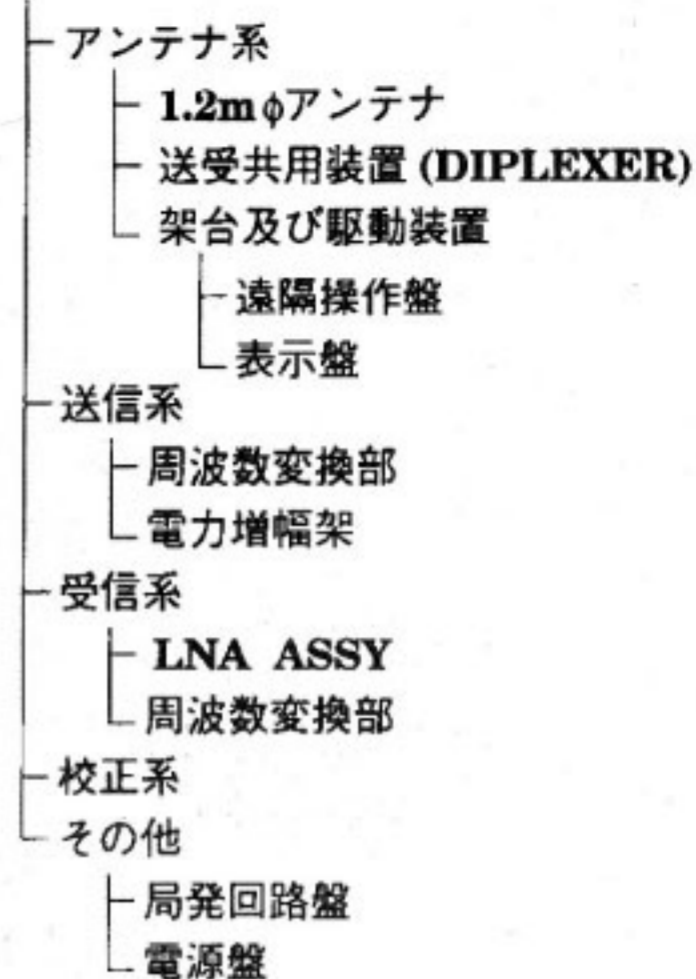 アンテナ系
1.2mφアンテナ
送受共用装置 (DIPLEXER)
架台及び駆動装置
遠隔操作盤
表示盤
送信系
周波数変換部
電力増幅架
受信系
LNA ASSY
周波数変換部
校正系
その他
局発回路盤
電源盤